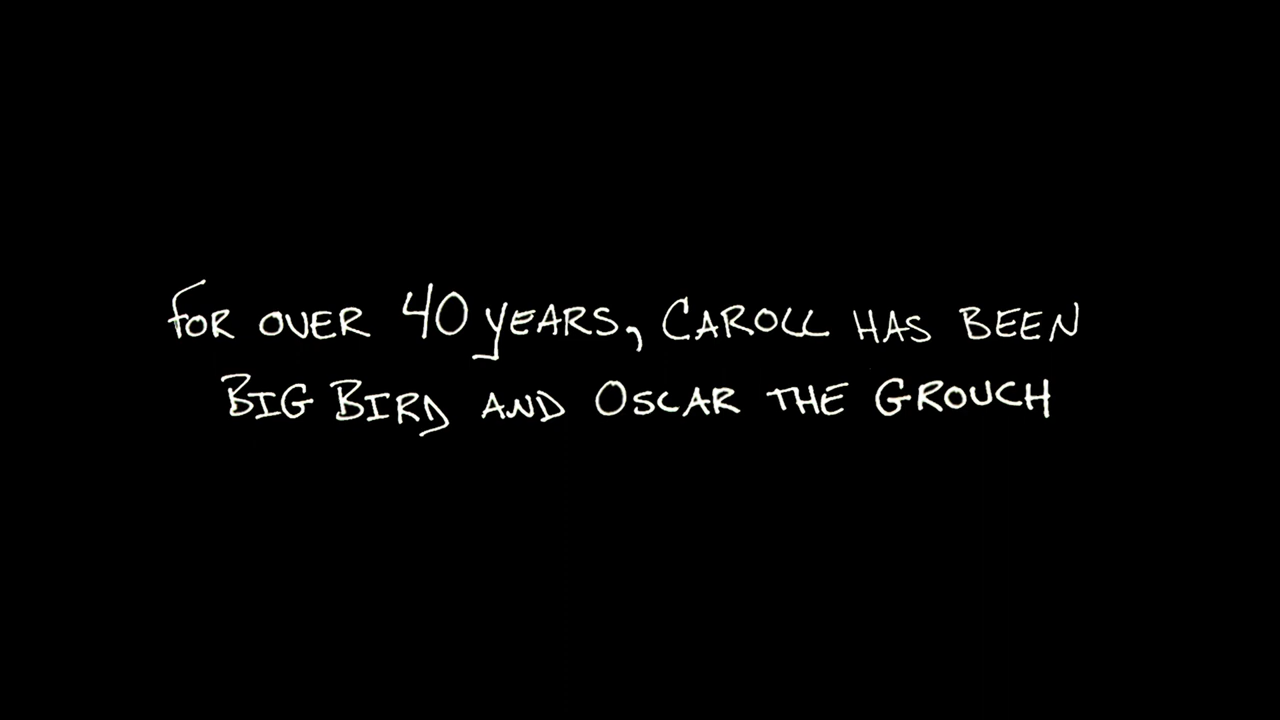 FOR OVER 40 YEARS, CAROLL HAS BEEN
BIG BIRD AND OSCAR THE GROUCH